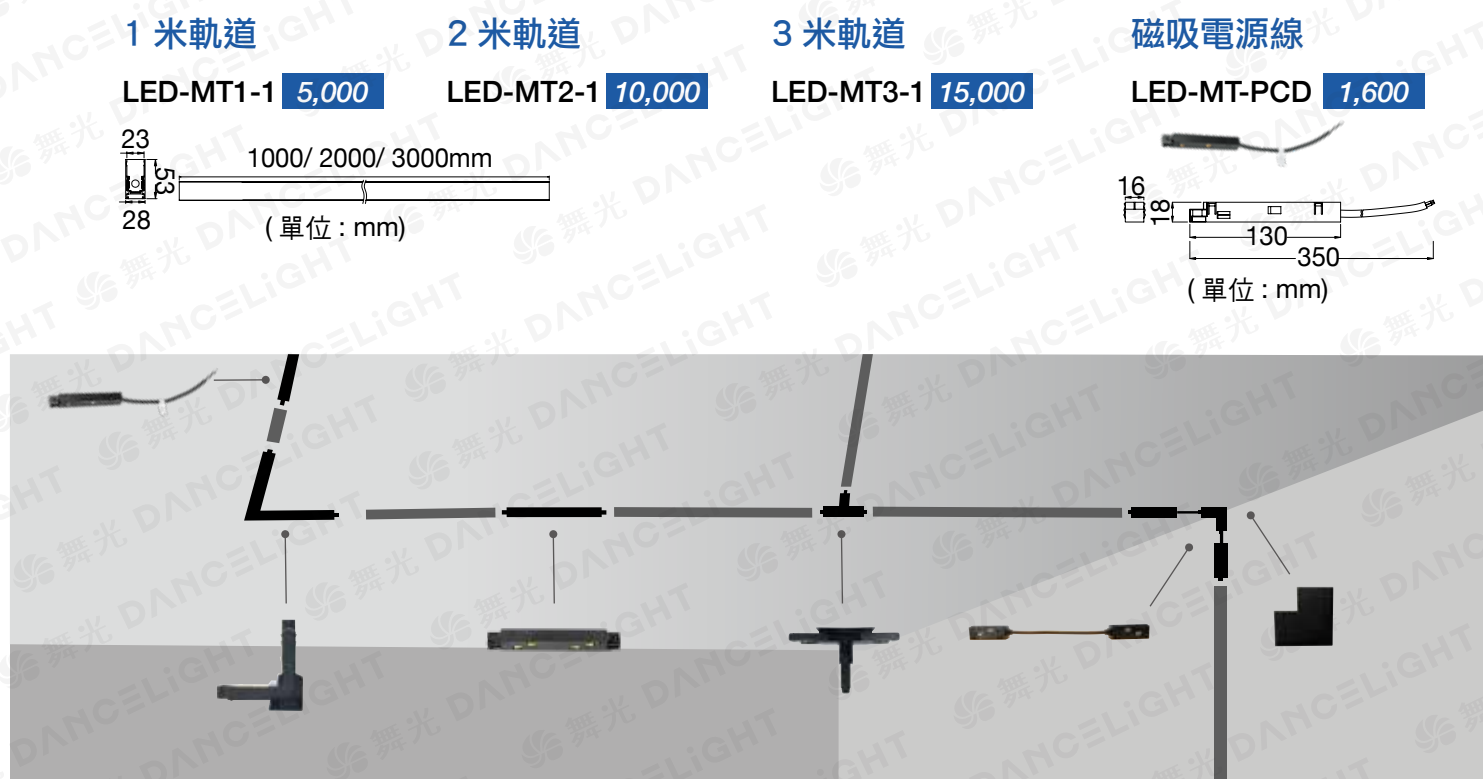 1 米軌道
2 米軌道
3 米軌道
磁吸電源線
LED-MT1-1 5,000
LED-MT2-1 10,000
LED-MT3-1 15,000
LED-MT-PCD 1,600
23
53
28
1000/ 2000/ 3000mm
( 單位 : mm)
16
18
130
350
( 單位 : mm)
舞光 DANCELiGHT